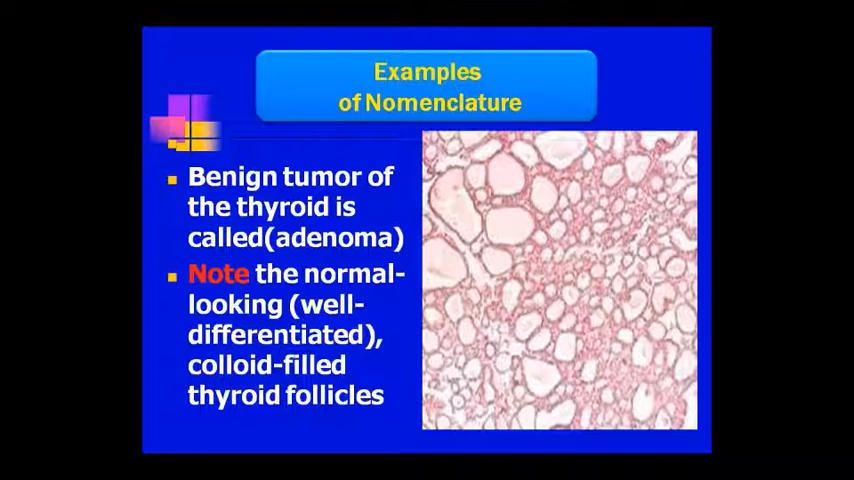 Examples
of Nomenclature
Benign tumor of
the thyroid is
called(adenoma)
Note the normal-
looking (well-
differentiated),
colloid-filled
thyroid follicles